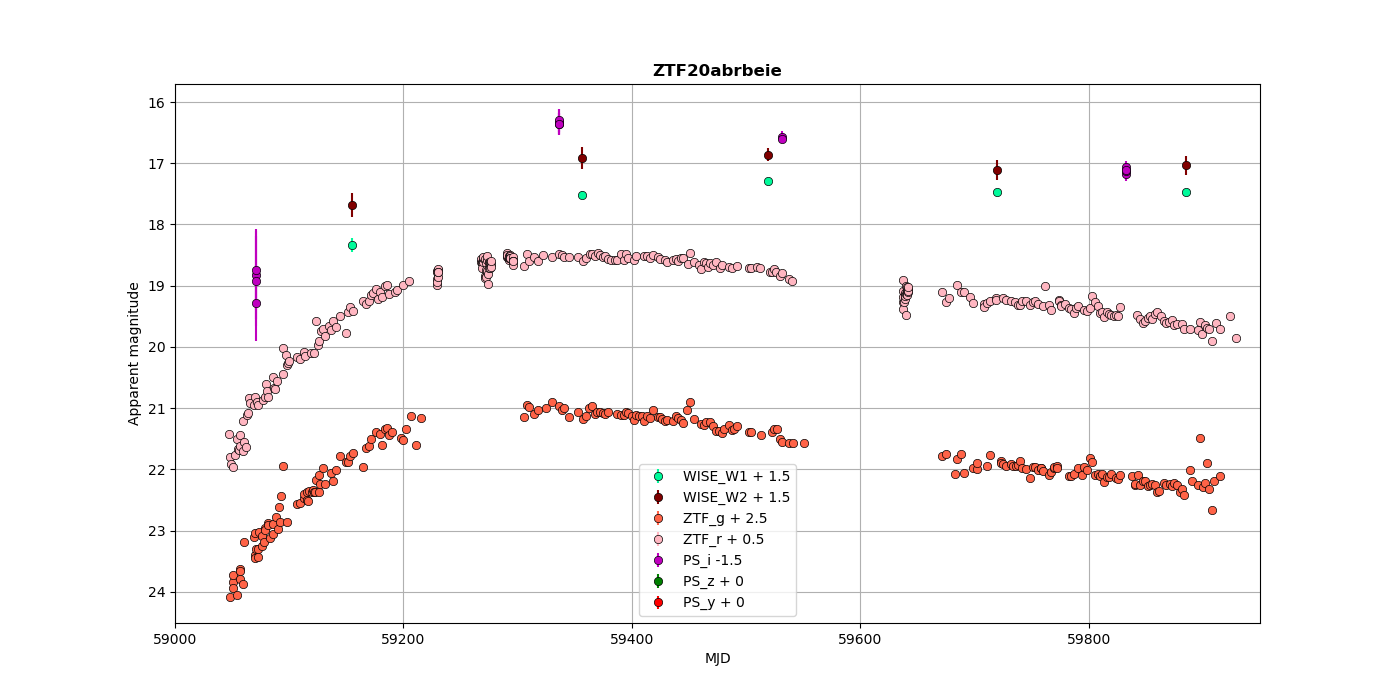 ZTF20abrbeie
16
17
18
19
20
21
22
23
24
Apparent magnitude
WISE_W1 + 1.5
WISE_W2 + 1.5
ZTF_g + 2.5
ZTF_r + 0.5
PS_i -1.5
PS_z + 0
PS_y + 0
59000 59200 59400 59600 59800
MJD